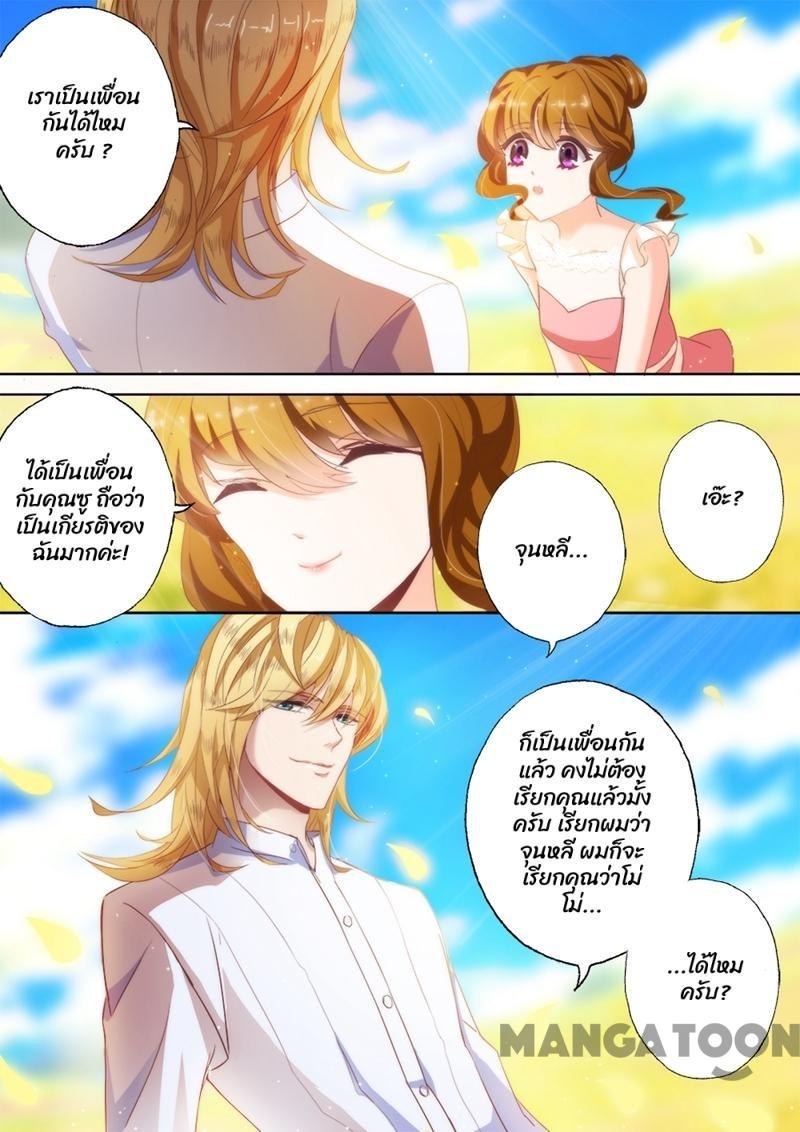 เราเป็นเพื่อน
กันได้ไหม
ครับ ?
ได้เป็นเพื่อน
กับคุณซู ถือว่า
เป็นเกียรติของ
ฉันมากค่ะ!
จุนหลี...
เอ๊ะ?
ก็เป็นเพื่อนกัน
แล้ว คงไม่ต้อง
เรียกคุณแล้วมั้ง
ครับ เรียกผมว่า
จุนหลี ผมก็จะ
เรียกคุณว่าโม่
โม่...
...ได้ไหม
ครับ?
MANGATOON